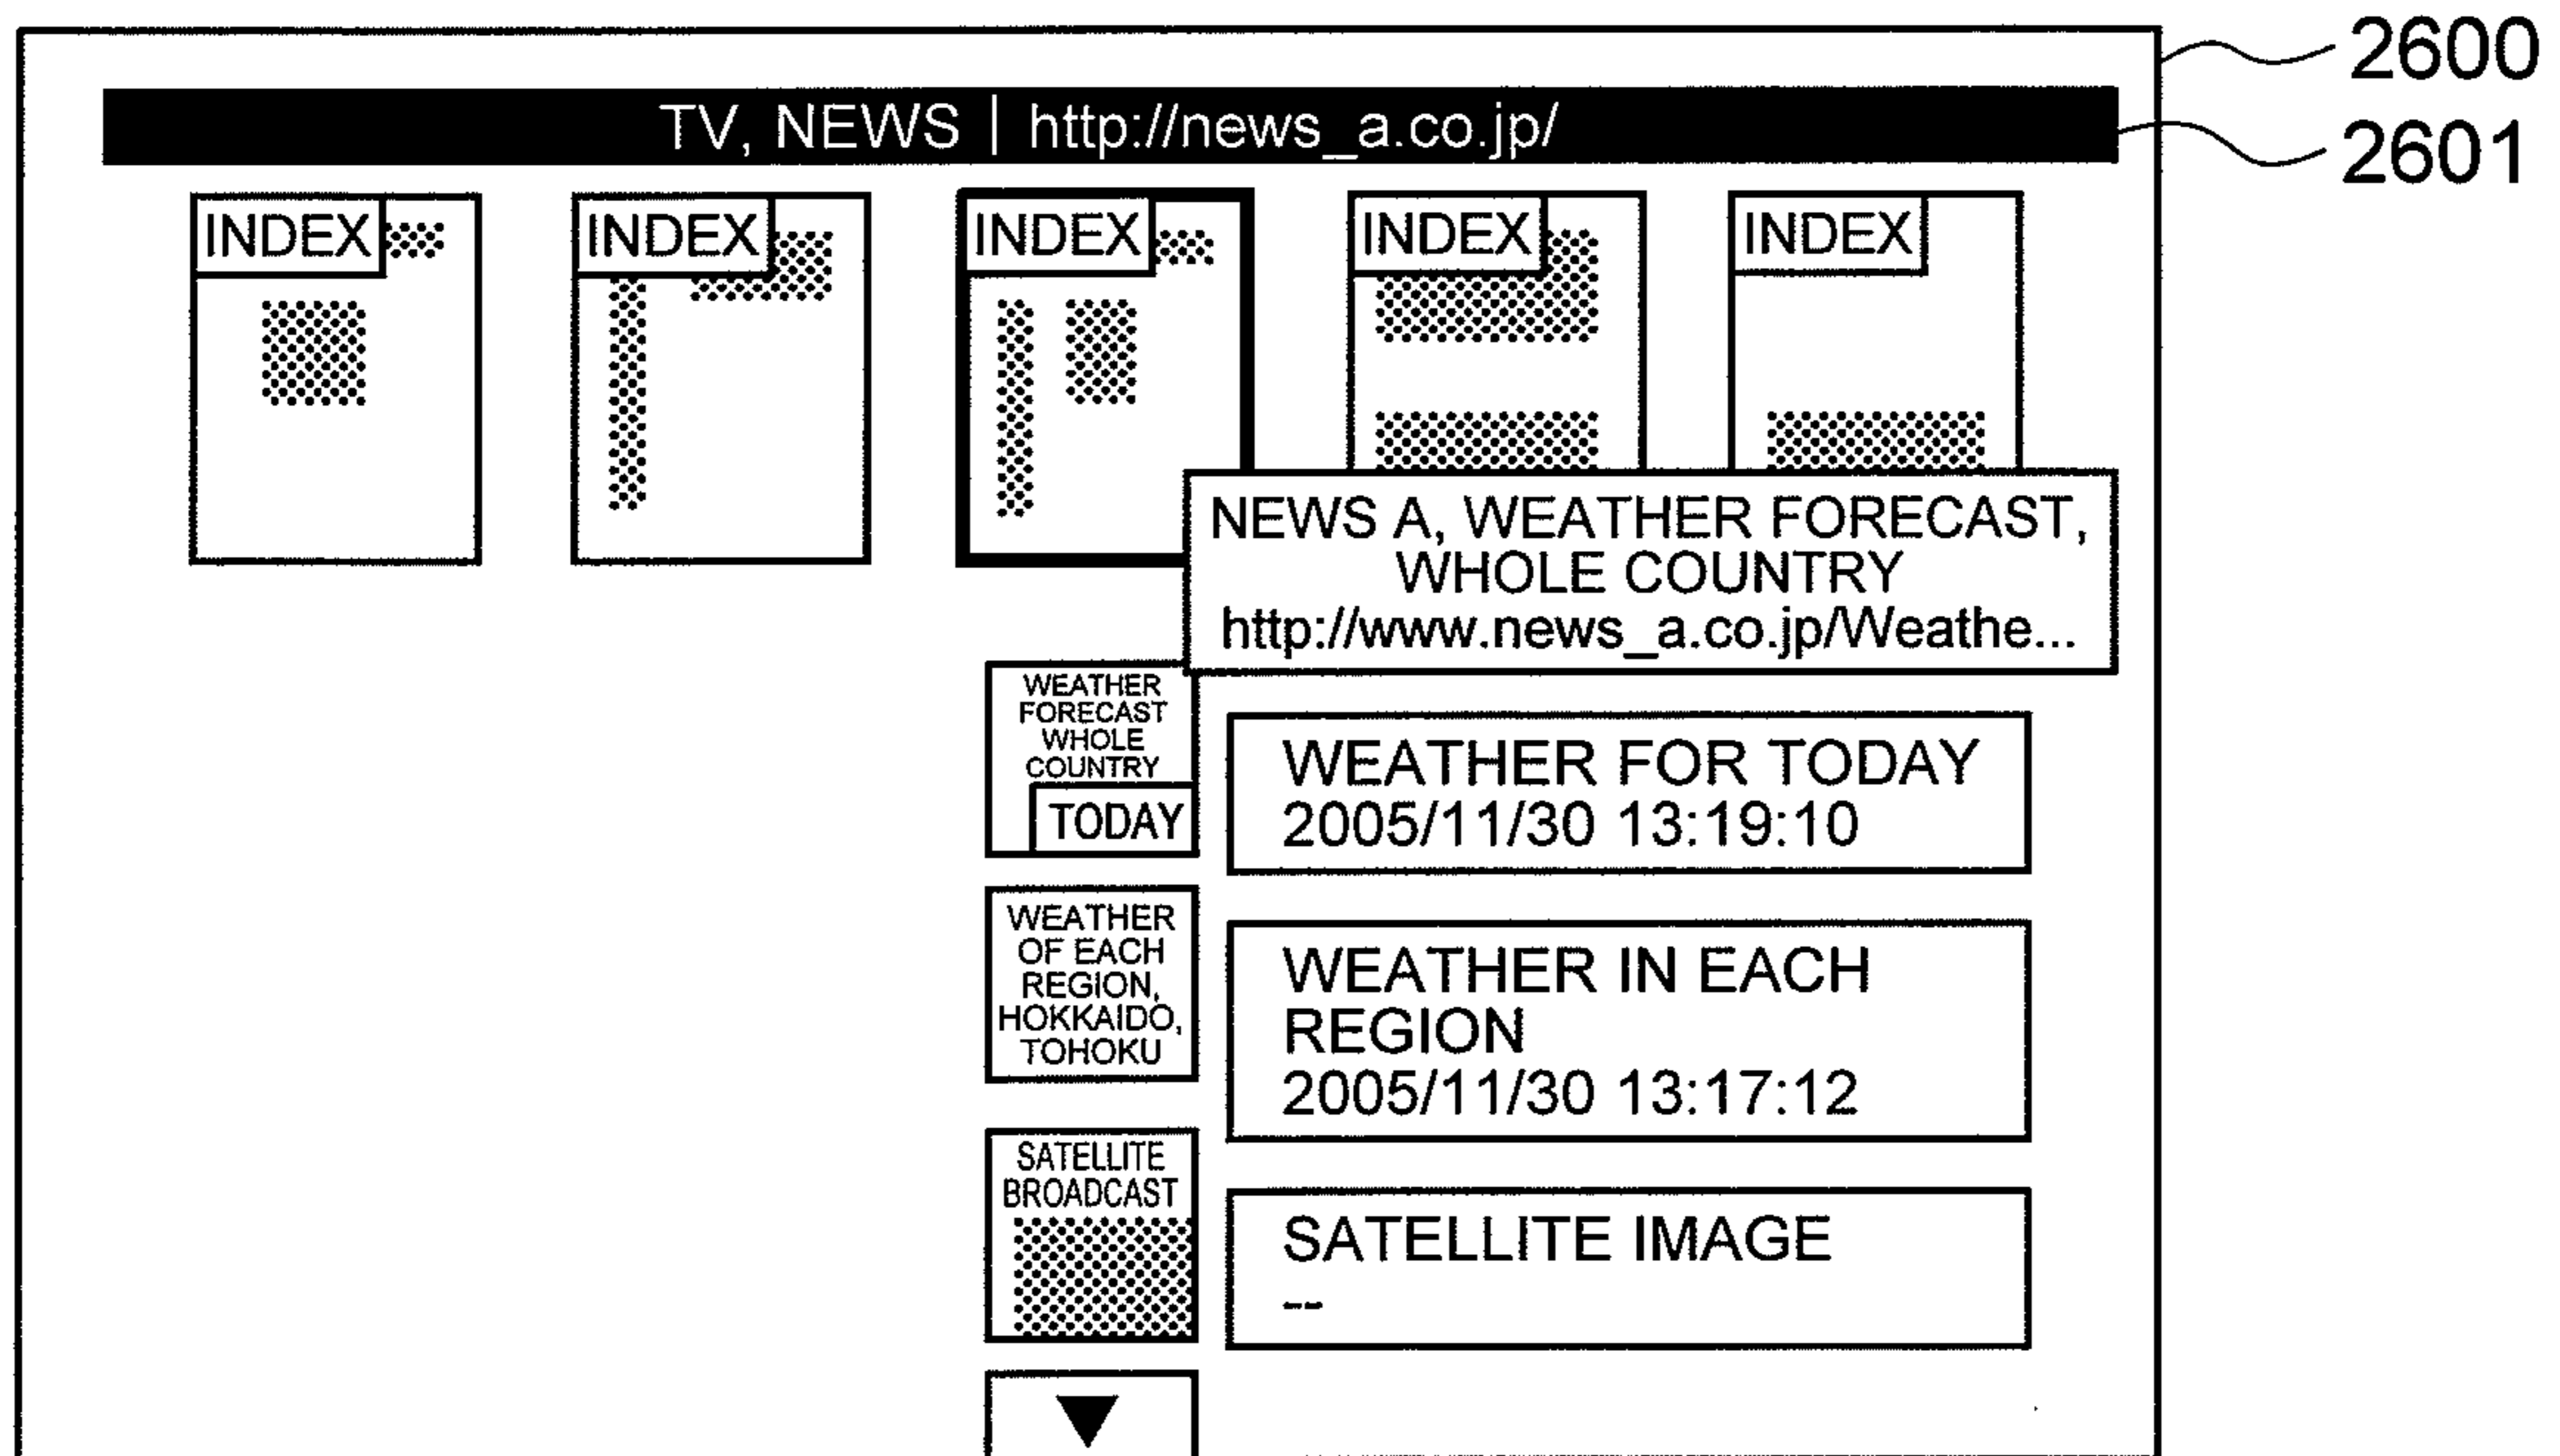 2600
TV, NEWS | http://news_a.co.jp/
2601
INDEX
INDEX
INDEX
INDEX
INDEX
NEWS A, WEATHER FORECAST,
WHOLE COUNTRY
http://www.news_a.co.jp/Weathe...
WEATHER
FORECAST
WHOLE
COUNTRY
TODAY
WEATHER FOR TODAY
2005/11/30 13:19:10
WEATHER
OF EACH
REGION,
HOKKAIDO,
TOHOKU
WEATHER IN EACH
REGION
2005/11/30 13:17:12
SATELLITE
BROADCAST
SATELLITE IMAGE
--